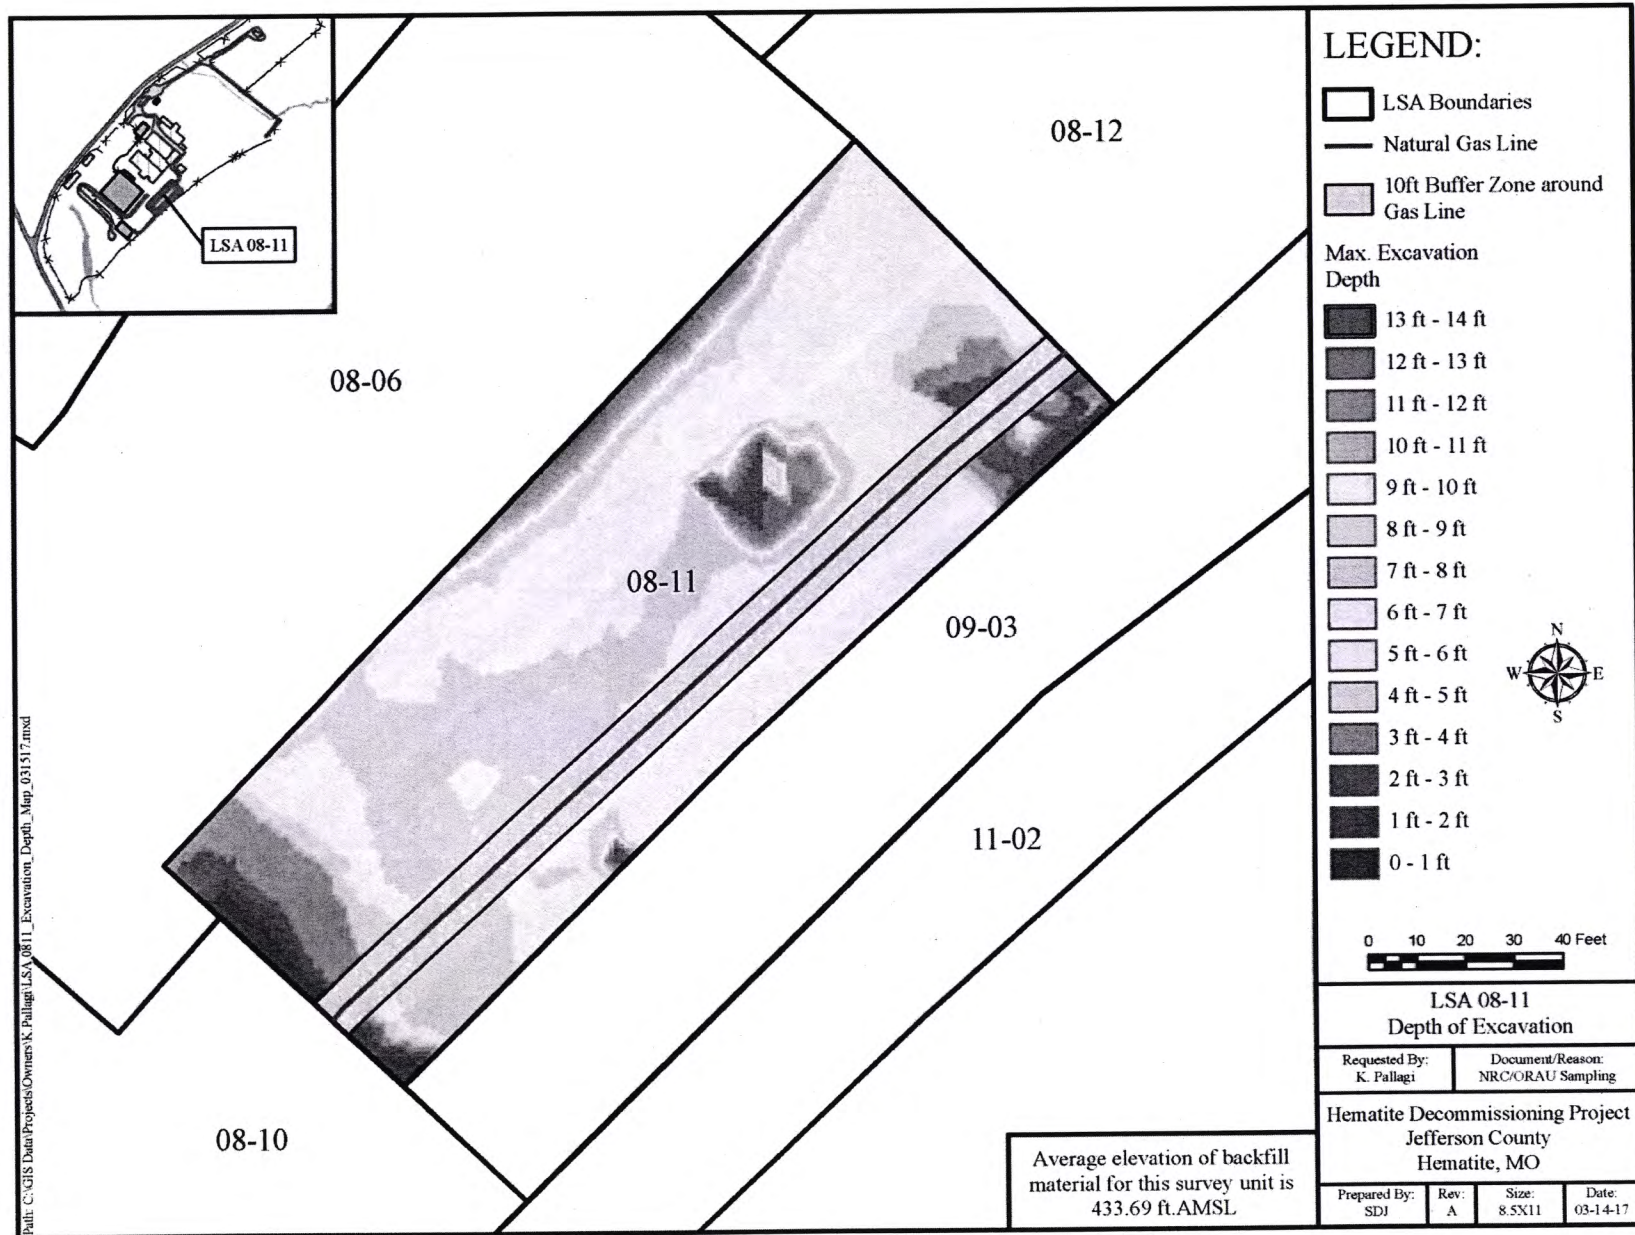 LSA 08-11
08-12
08-06
08-11
09-03
11-02
08-10
Path: C:\GIS Data\Projects\Owners\K.Pallagi\LSA_0811_Excavation_Depth_Map_031517.mxd
LEGEND:
LSA Boundaries
Natural Gas Line
10ft Buffer Zone around
Gas Line
Max. Excavation
Depth
13 ft - 14 ft
12 ft - 13 ft
11 ft - 12 ft
10 ft - 11 ft
9 ft - 10 ft
8 ft - 9 ft
7 ft - 8 ft
6 ft - 7 ft
5 ft - 6 ft
4 ft - 5 ft
3 ft - 4 ft
2 ft - 3 ft
1 ft - 2 ft
0 - 1 ft
N
W E
S
0 10 20 30 40 Feet
LSA 08-11
Depth of Excavation
Requested By:
K. Pallagi
Document/Reason:
NRC/ORAU Sampling
Hematite Decommissioning Project
Jefferson County
Hematite, MO
Prepared By:
SDJ
Rev:
A
Size:
8.5X11
Date:
03-14-17
Average elevation of backfill
material for this survey unit is
433.69 ft.AMSL